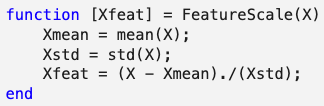 function [Xfeat] = FeatureScale(X)
    Xmean = mean(X);
    Xstd = std(X);
    Xfeat = (X - Xmean)./(Xstd);
end